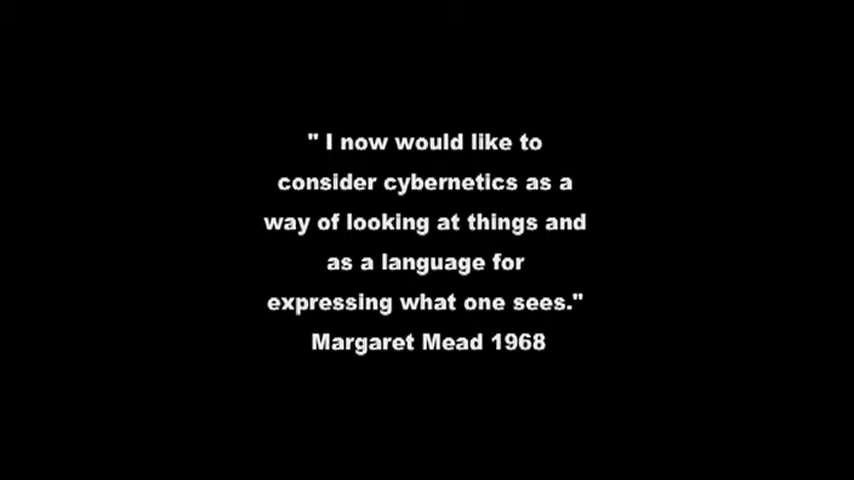 " I now would like to
consider cybernetics as a
way of looking at things and
as a language for
expressing what one sees."
Margaret Mead 1968